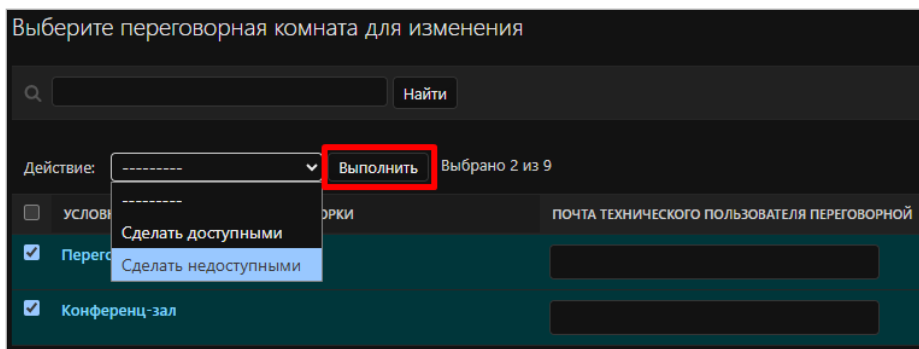 Выберите переговорная комната для изменения
Найти
Действие: --------- Выполнить Выбрано 2 из 9
---------
Сделать доступными
Сделать недоступными
ПОЧТА ТЕХНИЧЕСКОГО ПОЛЬЗОВАТЕЛЯ ПЕРЕГОВОРНОЙ
Конференц-зал